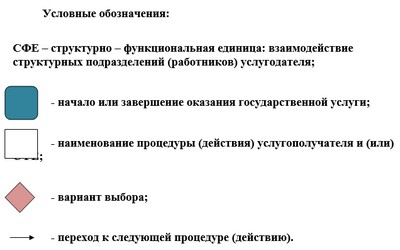 Условные обозначения:
СФЕ – структурно – функциональная единица: взаимодействие
структурных подразделений (работников) услугодателя;
- начало или завершение оказания государственной услуги;
- наименование процедуры (действия) услугополучателя и (или)
- вариант выбора;
- переход к следующей процедуре (действию).